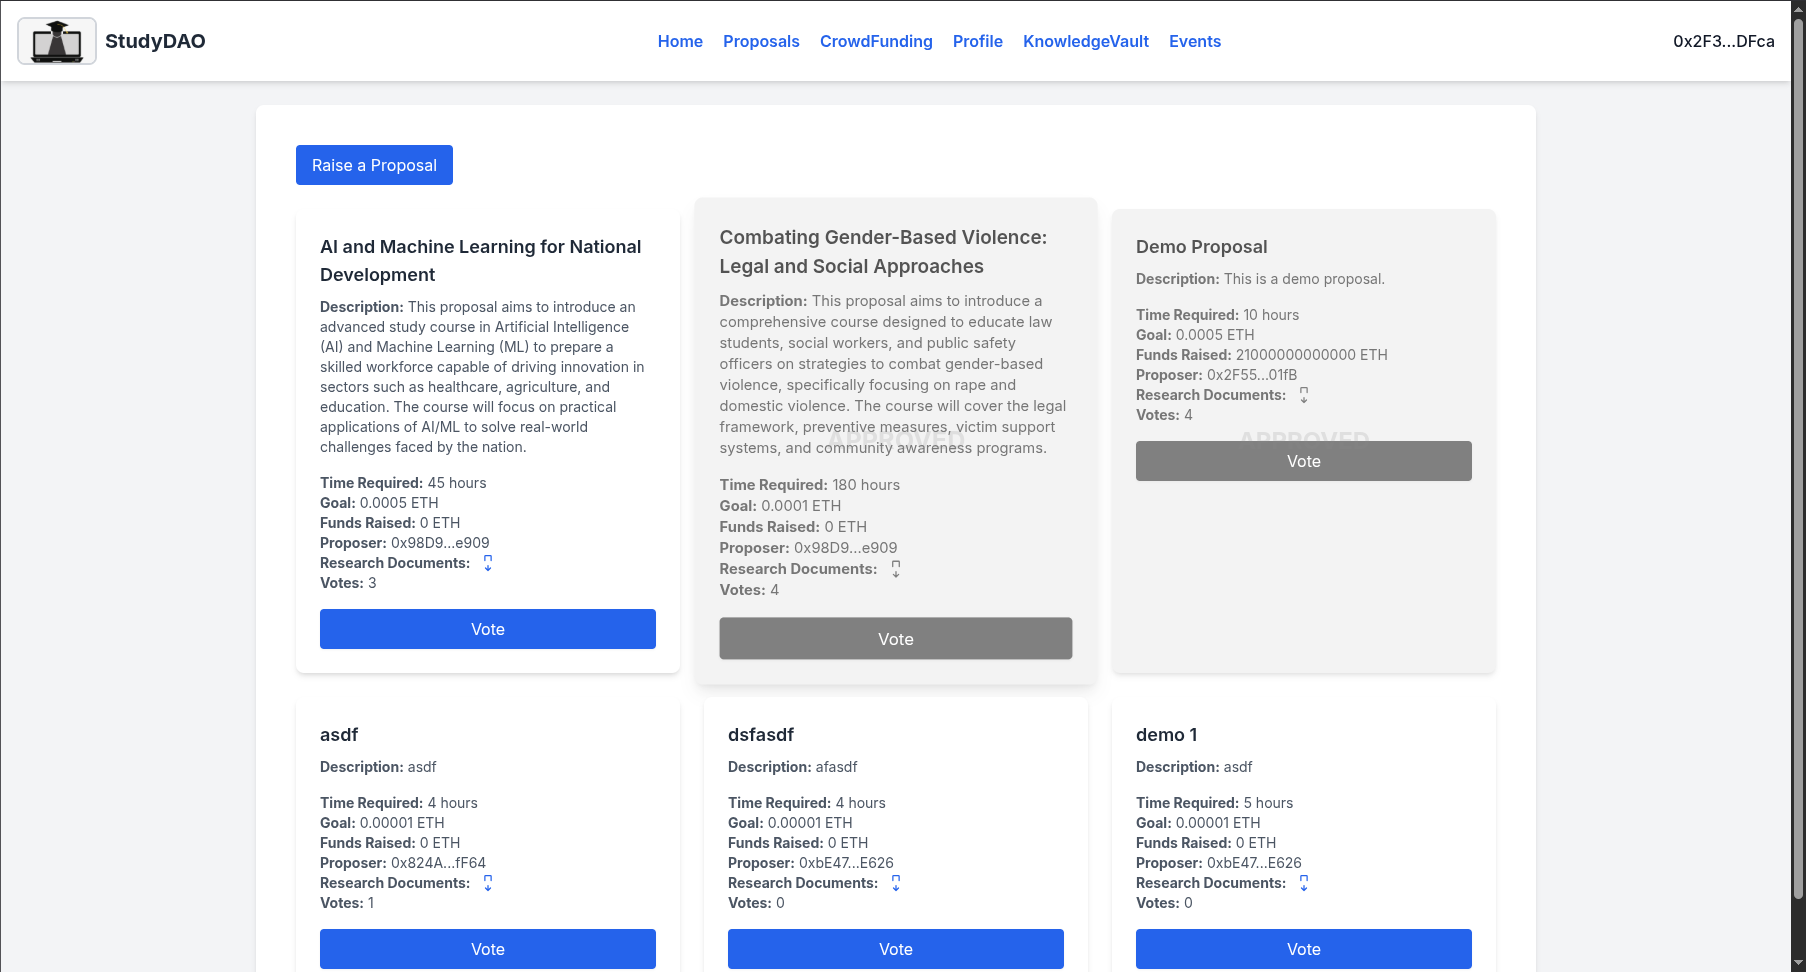 StudyDAO
Home Proposals CrowdFunding Profile KnowledgeVault Events
0x2F3...DFca
Raise a Proposal
AI and Machine Learning for National
Development
Description: This proposal aims to introduce an
advanced study course in Artificial Intelligence
(AI) and Machine Learning (ML) to prepare a
skilled workforce capable of driving innovation in
sectors such as healthcare, agriculture, and
education. The course will focus on practical
applications of AI/ML to solve real-world
challenges faced by the nation.
Time Required: 45 hours
Goal: 0.0005 ETH
Funds Raised: 0 ETH
Proposer: 0x98D9...e909
Research Documents:
Votes: 3
Vote
Combating Gender-Based Violence:
Legal and Social Approaches
Description: This proposal aims to introduce a
comprehensive course designed to educate law
students, social workers, and public safety
officers on strategies to combat gender-based
violence, specifically focusing on rape and
domestic violence. The course will cover the legal
framework, preventive measures, victim support
systems, and community awareness programs.
APPROVED
Time Required: 180 hours
Goal: 0.0001 ETH
Funds Raised: 0 ETH
Proposer: 0x98D9...e909
Research Documents:
Votes: 4
Vote
Demo Proposal
Description: This is a demo proposal.
Time Required: 10 hours
Goal: 0.0005 ETH
Funds Raised: 21000000000000 ETH
Proposer: 0x2F55...01fB
Research Documents:
Votes: 4
APPROVED
Vote
asdf
Description: asdf
Time Required: 4 hours
Goal: 0.00001 ETH
Funds Raised: 0 ETH
Proposer: 0x824A...fF64
Research Documents:
Votes: 1
Vote
dsfasdf
Description: afasdf
Time Required: 4 hours
Goal: 0.00001 ETH
Funds Raised: 0 ETH
Proposer: 0xbE47...E626
Research Documents:
Votes: 0
Vote
demo 1
Description: asdf
Time Required: 5 hours
Goal: 0.00001 ETH
Funds Raised: 0 ETH
Proposer: 0xbE47...E626
Research Documents:
Votes: 0
Vote